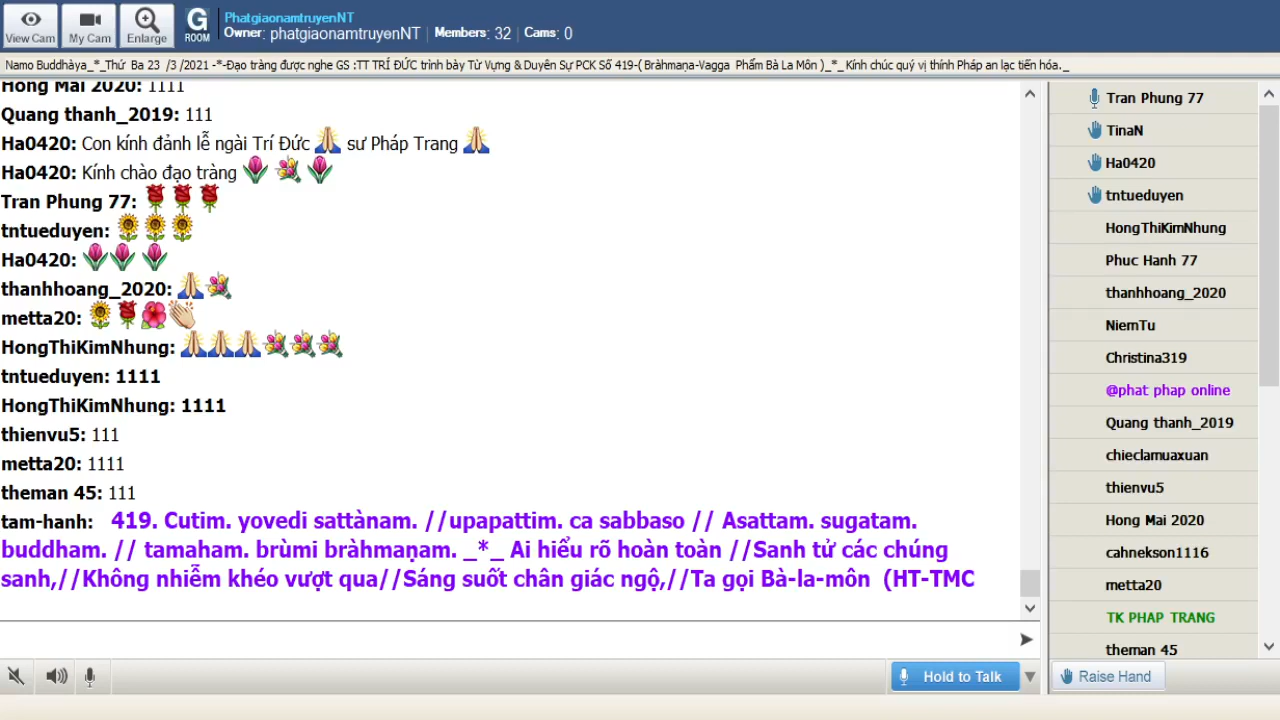 View Cam
My Cam
Enlarge
G
ROOM
PhatgiaonamtruyenNT
Owner: phatgiaonamtruyenNT | Members: 32 | Cams: 0
Namo Buddhàya_*_Thứ Ba 23 /3 /2021 -*-Đạo tràng được nghe GS :TT TRÍ ĐỨC trình bày Từ Vựng & Duyên Sự PCK Số 419-( Bràhmaṇa-Vagga Phẩm Bà La Môn )_*_ Kính chúc quý vị thính Pháp an lạc tiến hóa._
Hong Mai 2020: 1111
Quang thanh_2019: 111
Ha0420: Con kính đảnh lễ ngài Trí Đức 🙏 sư Pháp Trang 🙏
Ha0420: Kính chào đạo tràng 🌷 💐 🌷
Tran Phung 77: 🌹🌹🌹
tntueduyen: 🌻🌻🌻
Ha0420: 🌷🌷 🌷
thanhhoang_2020: 🙏💐
metta20: 🌻🌹🌺👏
HongThiKimNhung: 🙏🙏🙏💐💐💐
tntueduyen: 1111
HongThiKimNhung: 1111
thienvu5: 111
metta20: 1111
theman 45: 111
tam-hanh: 419. Cutim. yovedi sattànam. //upapattim. ca sabbaso // Asattam. sugatam.
buddham. // tamaham. brùmi bràhmaṇam. _*_ Ai hiểu rõ hoàn toàn //Sanh tử các chúng
sanh,//Không nhiễm khéo vượt qua//Sáng suốt chân giác ngộ,//Ta gọi Bà-la-môn (HT-TMC
Hold to Talk
Tran Phung 77
TinaN
Ha0420
tntueduyen
HongThiKimNhung
Phuc Hanh 77
thanhhoang_2020
NiemTu
Christina319
@phat phap online
Quang thanh_2019
chieclamuaxuan
thienvu5
Hong Mai 2020
cahnekson1116
metta20
TK PHAP TRANG
theman 45
Raise Hand